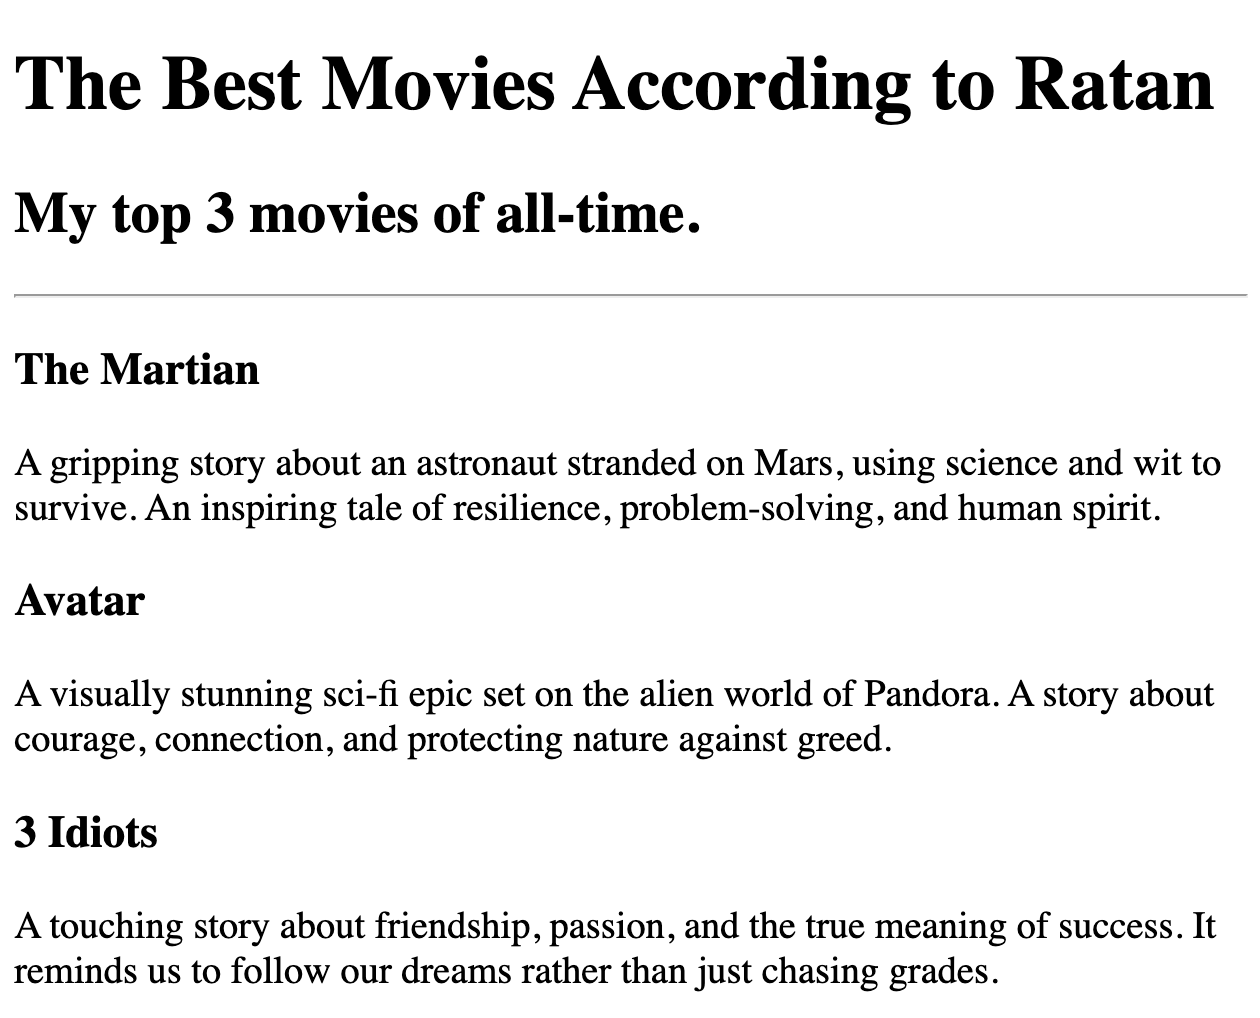 The Best Movies According to Ratan
My top 3 movies of all-time.
The Martian
A gripping story about an astronaut stranded on Mars, using science and wit to
survive. An inspiring tale of resilience, problem-solving, and human spirit.
Avatar
A visually stunning sci-fi epic set on the alien world of Pandora. A story about
courage, connection, and protecting nature against greed.
3 Idiots
A touching story about friendship, passion, and the true meaning of success. It
reminds us to follow our dreams rather than just chasing grades.